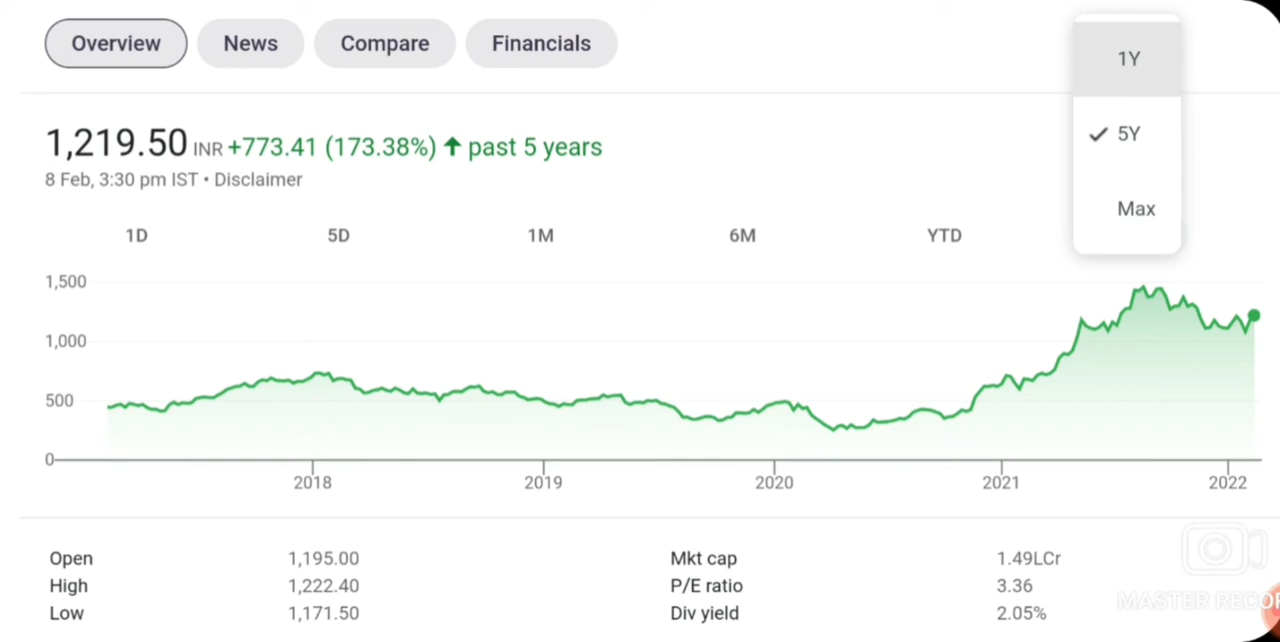 Overview News Compare Financials
1Y
5Y
Max
1,219.50 INR +773.41 (173.38%) ↑ past 5 years
8 Feb, 3:30 pm IST • Disclaimer
1D 5D 1M 6M YTD
1,500
1,000
500
0
2018 2019 2020 2021 2022
Open 1,195.00 Mkt cap 1.49LCr
High 1,222.40 P/E ratio 3.36
Low 1,171.50 Div yield 2.05%
MASTER RECOR